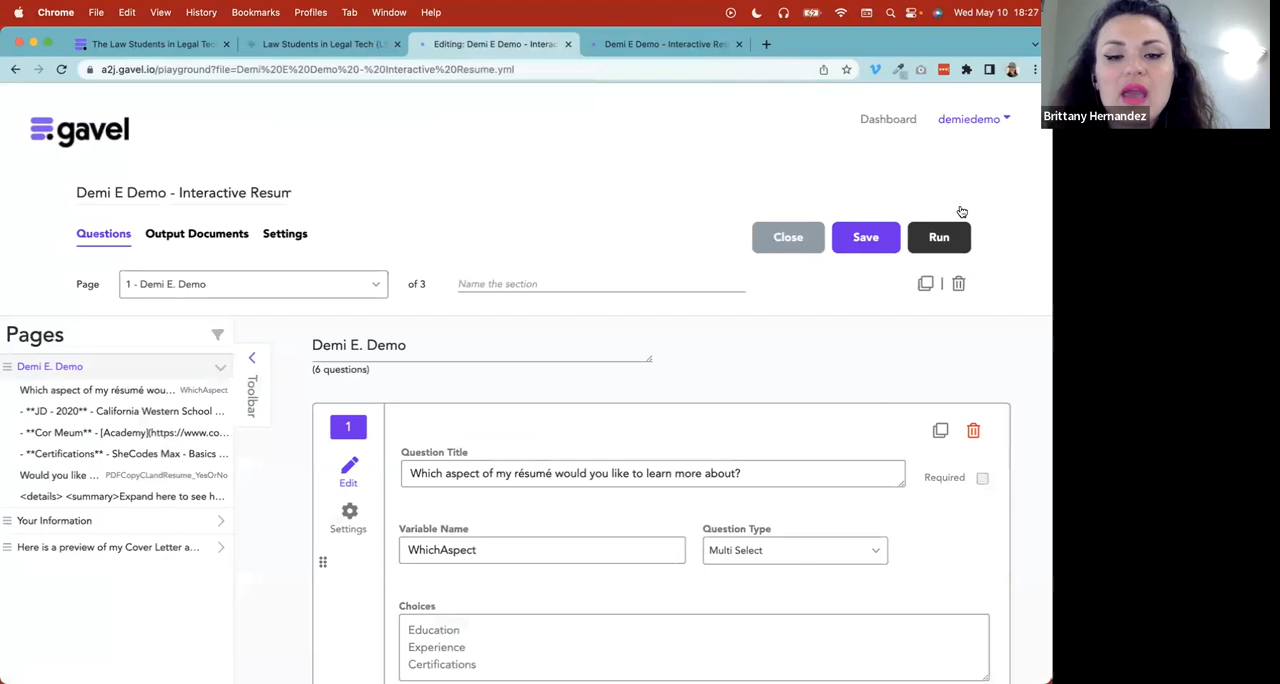 Chrome File Edit View History Bookmarks Profiles Tab Window Help Wed May 10 18:27
The Law Students in Legal Te Law Students in Legal Tech (L Editing: Demi E Demo - Interac Demi E Demo - Interactive Re
a2j.gavel.io/playground?file=Demi%20E%20Demo%20-%20Interactive%20Resume.yml
Brittany Hernandez
gavel
Dashboard demiedemo
Demi E Demo - Interactive Resum
Questions Output Documents Settings
Close Save Run
Page 1 - Demi E. Demo of 3 Name the section
Pages
Demi E. Demo
Demi E. Demo
(6 questions)
Toolbar
Which aspect of my résumé wou... WhichAspect
- **JD - 2020** - California Western School ...
- **Cor Meum** - [Academy](https://www.co...
- **Certifications** - SheCodes Max - Basics ...
Would you like ... PDFCopyCLandResume_YesOrNo
<details> <summary>Expand here to see h...
Your Information
Here is a preview of my Cover Letter a...
1
Edit
Settings
Question Title
Which aspect of my résumé would you like to learn more about?
Required
Variable Name Question Type
WhichAspect Multi Select
Choices
Education
Experience
Certifications